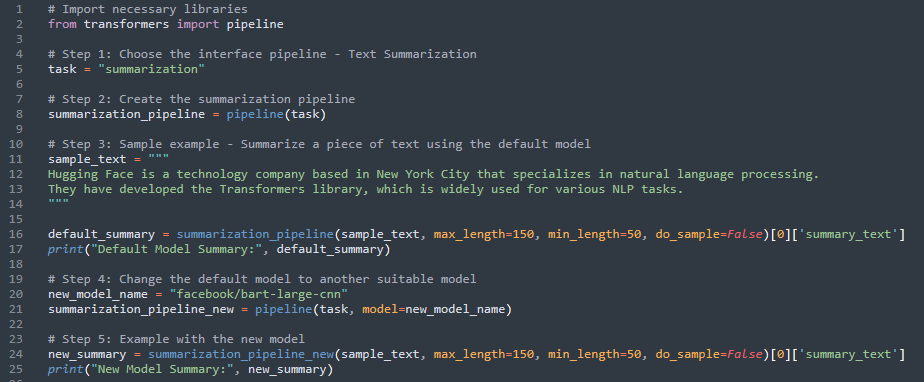 1 # Import necessary libraries
2 from transformers import pipeline
3
4 # Step 1: Choose the interface pipeline - Text Summarization
5 task = "summarization"
6
7 # Step 2: Create the summarization pipeline
8 summarization_pipeline = pipeline(task)
9
10 # Step 3: Sample example - Summarize a piece of text using the default model
11 sample_text = """
12 Hugging Face is a technology company based in New York City that specializes in natural language processing.
13 They have developed the Transformers library, which is widely used for various NLP tasks.
14 """
15
16 default_summary = summarization_pipeline(sample_text, max_length=150, min_length=50, do_sample=False)[0]['summary_text']
17 print("Default Model Summary:", default_summary)
18
19 # Step 4: Change the default model to another suitable model
20 new_model_name = "facebook/bart-large-cnn"
21 summarization_pipeline_new = pipeline(task, model=new_model_name)
22
23 # Step 5: Example with the new model
24 new_summary = summarization_pipeline_new(sample_text, max_length=150, min_length=50, do_sample=False)[0]['summary_text']
25 print("New Model Summary:", new_summary)